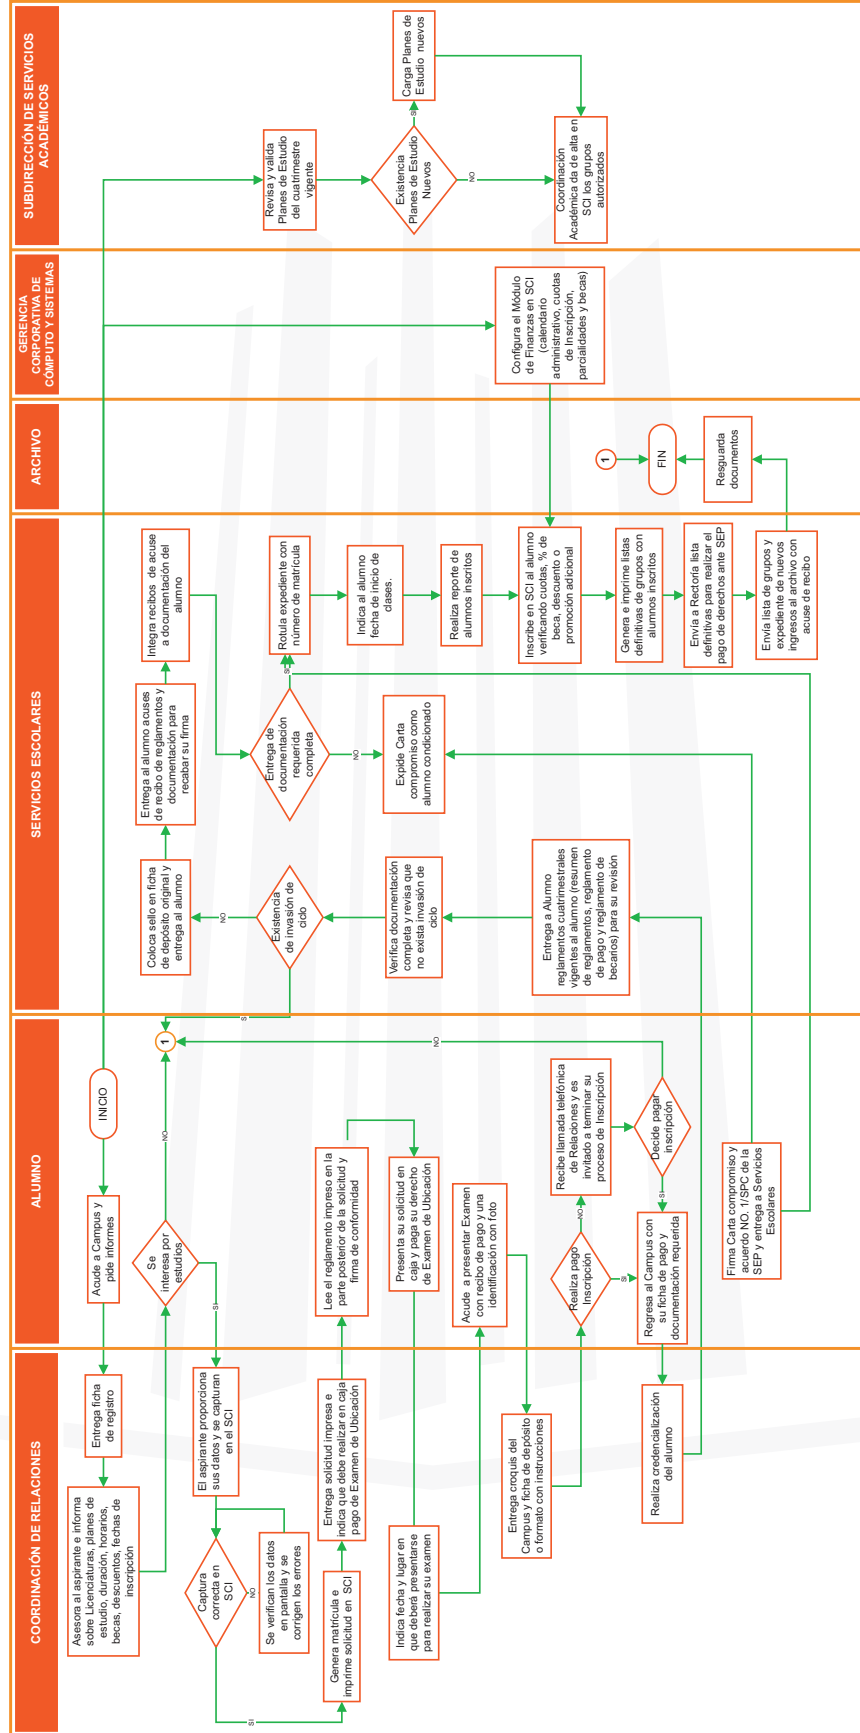 COORDINACIÓN DE RELACIONES
Asesora al aspirante e informa
sobre Licenciaturas, planes de
estudio, duración, horarios,
becas, descuentos, fechas de
inscripción
Entrega ficha
de registro
El aspirante proporciona
sus datos y se capturan
en el SCI
Captura
correcta en
SCI
NO
SI
Se verifican los datos
en pantalla y se
corrigen los errores
Genera matrícula e
imprime solicitud en SCI
Entrega solicitud impresa e
indica que debe realizar en caja
pago de Examen de Ubicación
Indica fecha y lugar en
que deberá presentarse
para realizar su examen
Entrega croquis del
Campus y ficha de depósito
o formato con instrucciones
Realiza credencialización
del alumno
ALUMNO
INICIO
Acude a Campus y
pide informes
Se
interesa por
estudios
NO
SI
1
Lee el reglamento impreso en la
parte posterior de la solicitud y
firma de conformidad
Presenta su solicitud en
caja y paga su derecho
de Examen de Ubicación
Acude a presentar Examen
con recibo de pago y una
identificación con foto
Realiza pago
Inscripción
NO
SI
Recibe llamada telefónica
de Relaciones y es
invitado a terminar su
proceso de Inscripción
Decide pagar
inscripción
NO
SI
Regresa al Campus con
su ficha de pago y
documentación requerida
Firma Carta compromiso y
acuerdo NO. 1/SPC de la
SEP y entrega a Servicios
Escolares
SERVICIOS ESCOLARES
Entrega a Alumno
reglamentos cuatrimestrales
vigentes al alumno (resumen
de reglamentos, reglamento
de pago y reglamento de
becarios) para su revisión
Verifica documentación
completa y revisa que
no exista invasión de
ciclo
Existencia
de invasión de
ciclo
SI
NO
Coloca sello en ficha
de depósito original y
entrega al alumno
Entrega al alumno acuses
de recibo de reglamentos y
documentación para
recabar su firma
Integra recibos de acuse
a documentación del
alumno
Entrega de
documentación
requerida
completa
SI
NO
Expide Carta
compromiso como
alumno condicionado
Rotula expediente con
número de matrícula
Indica al alumno
fecha de inicio de
clases.
Realiza reporte de
alumnos inscritos
Inscribe en SCI al alumno
verificando cuotas, % de
beca, descuento o
promoción adicional
Genera e imprime listas
definitivas de grupos con
alumnos inscritos
Envía a Rectoría lista
definitivas para realizar el
pago de derechos ante SEP
Envía lista de grupos y
expediente de nuevos
ingresos al archivo con
acuse de recibo
ARCHIVO
1
FIN
Resguarda
documentos
GERENCIA
CORPORATIVA DE
CÓMPUTO Y SISTEMAS
Configura el Módulo
de Finanzas en SCI
(calendario
administrativo, cuotas
de Inscripción,
parcialidades y becas)
SUBDIRECCIÓN DE SERVICIOS
ACADÉMICOS
Revisa y valida
Planes de Estudio
del cuatrimestre
vigente
Existencia
Planes de Estudio
Nuevos
SI
NO
Carga Planes de
Estudio nuevos
Coordinación
Académica da de alta en
SCI los grupos
autorizados